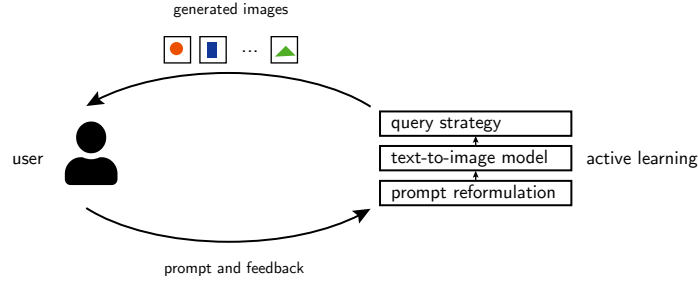 generated images
...
query strategy
user
text-to-image model
active learning
prompt reformulation
prompt and feedback